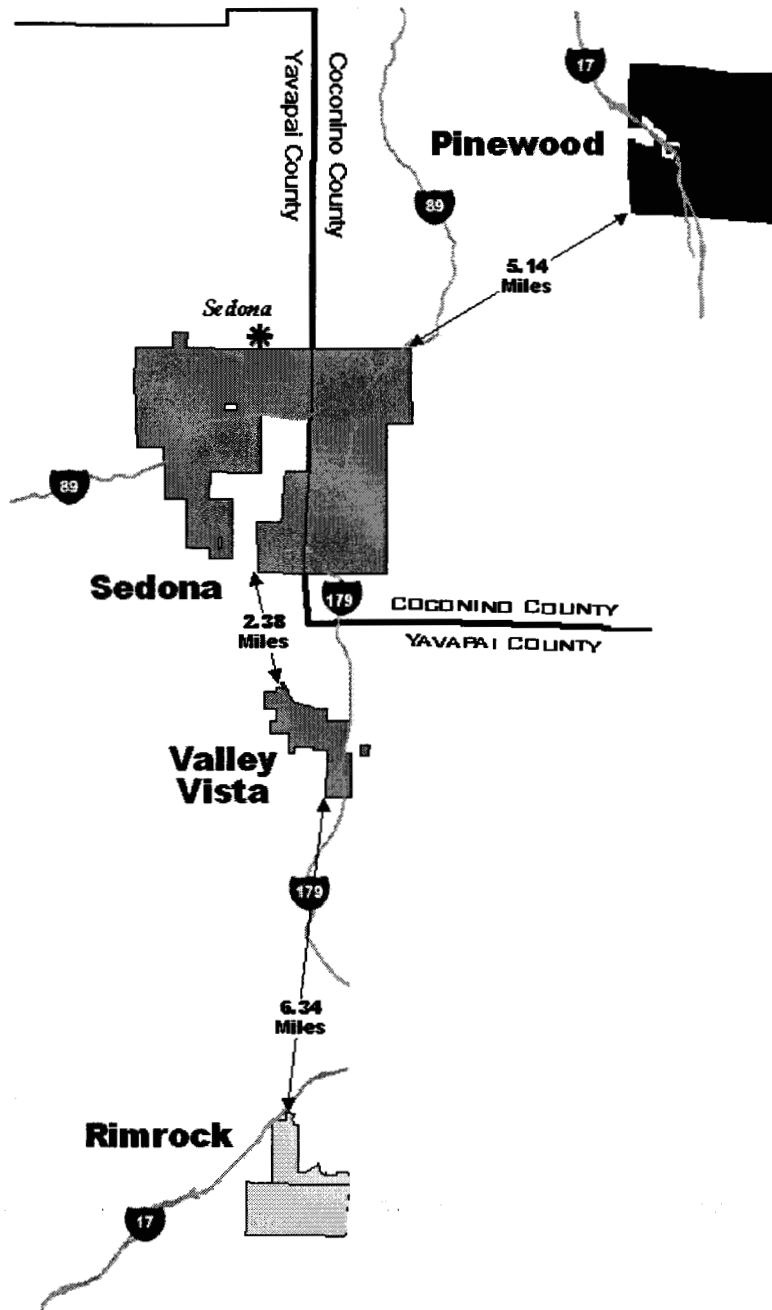 Yavapai County
Coconino County
17
Pinewood
89
5.14
Miles
Sedona
89
Sedona
179
COCONINO COUNTY
YAVAPAI COUNTY
2.38
Miles
Valley
Vista
179
6.34
Miles
Rimrock
17